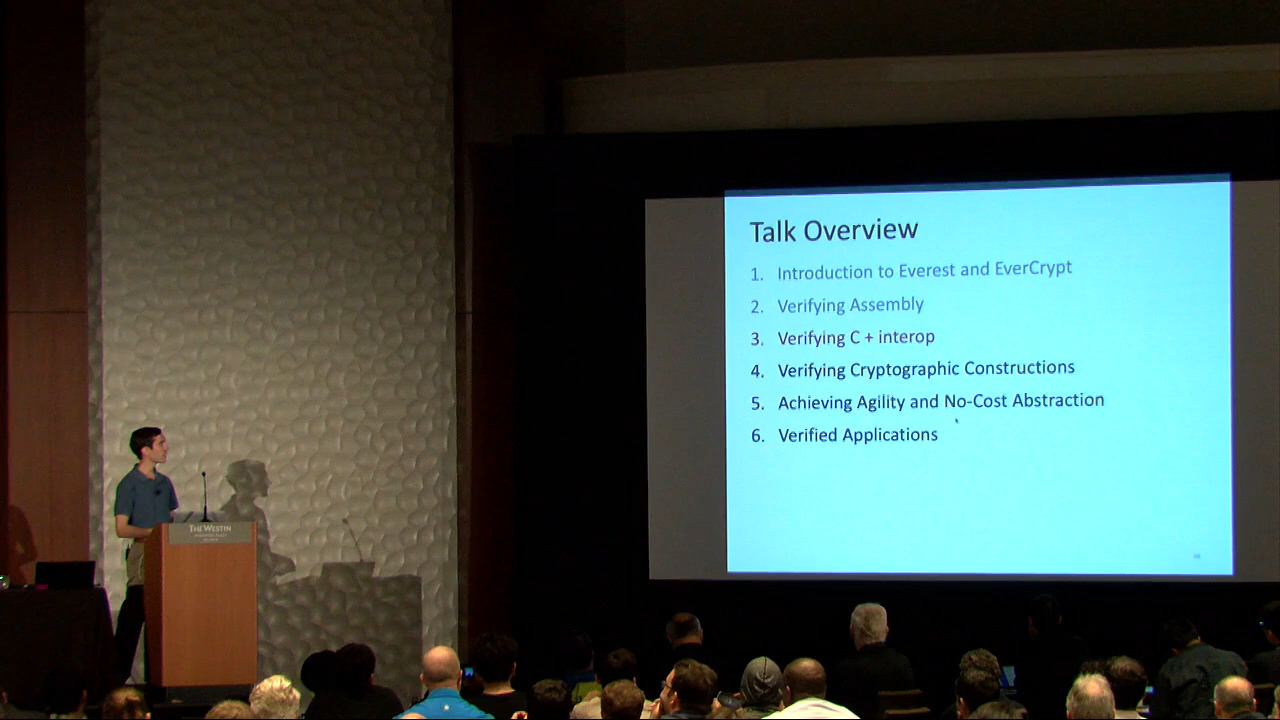 Talk Overview
1. Introduction to Everest and EverCrypt
2. Verifying Assembly
3. Verifying C + interop
4. Verifying Cryptographic Constructions
5. Achieving Agility and No-Cost Abstraction
6. Verified Applications
THE WESTIN